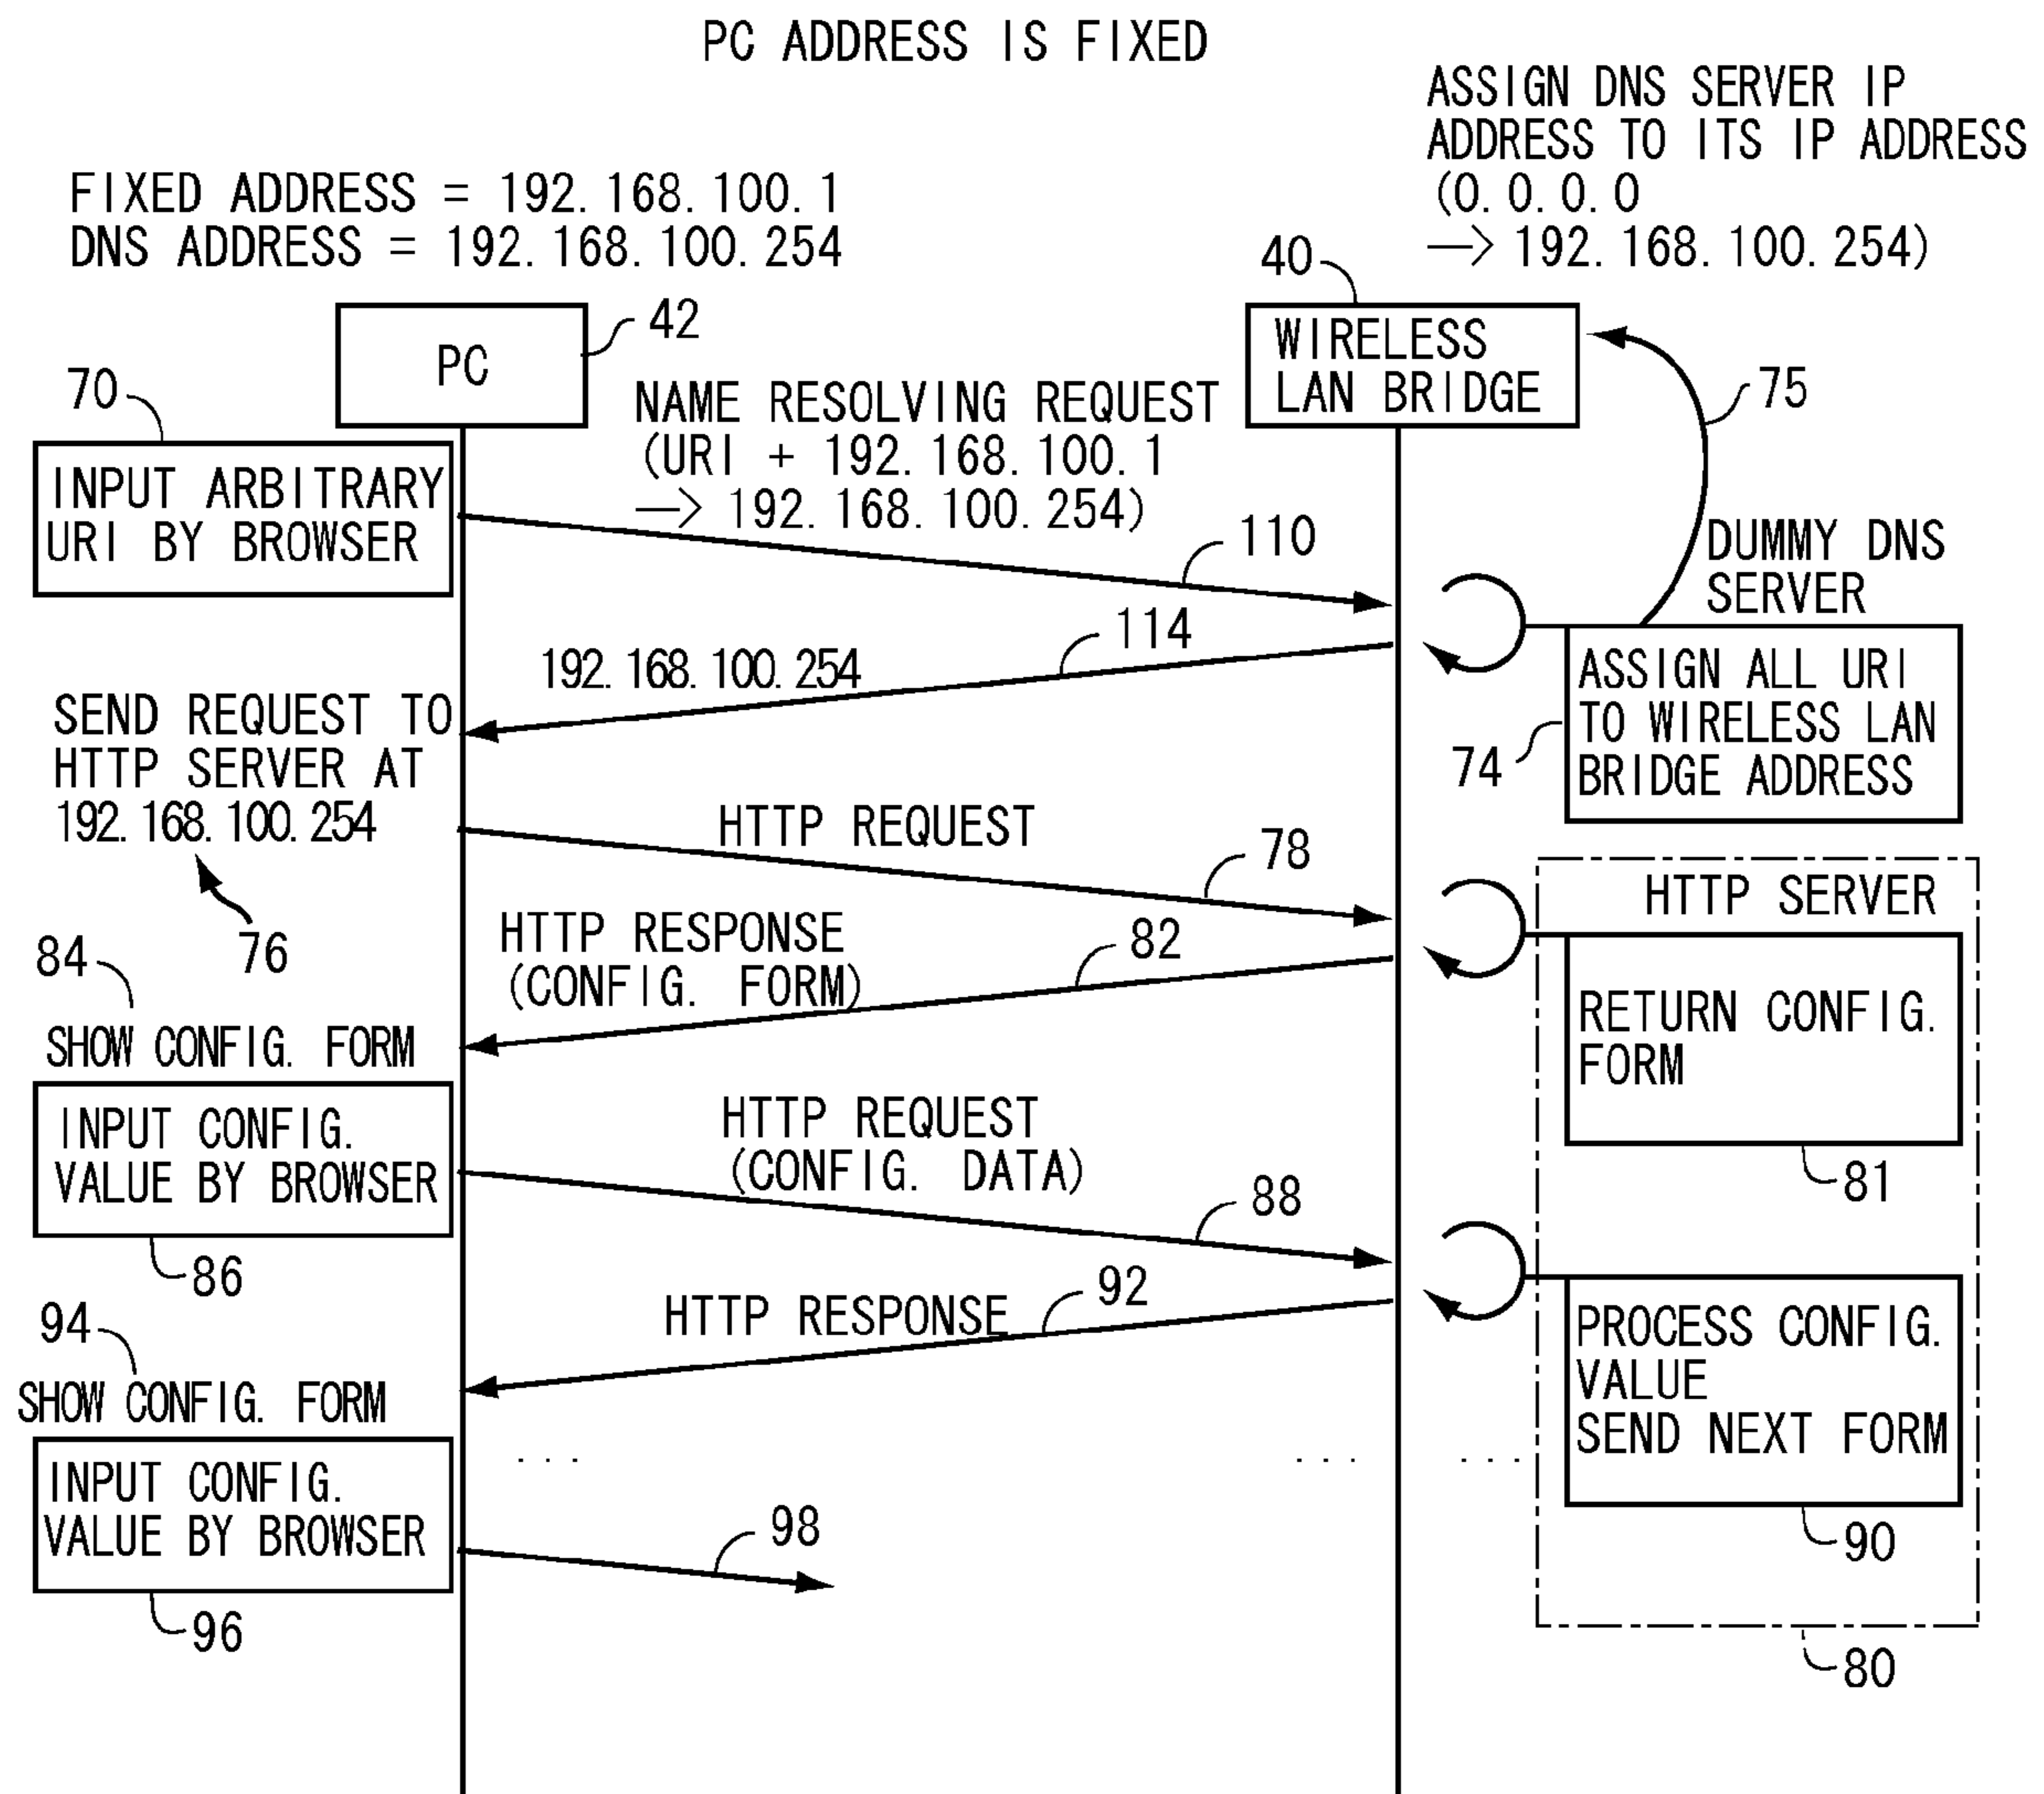 PC ADDRESS IS FIXED
ASSIGN DNS SERVER IP
ADDRESS TO ITS IP ADDRESS
(0.0.0.0
—> 192.168.100.254)
FIXED ADDRESS = 192.168.100.1
DNS ADDRESS = 192.168.100.254
40
42
PC
WIRELESS
LAN BRIDGE
75
70
NAME RESOLVING REQUEST
(URI + 192.168.100.1
—> 192.168.100.254)
INPUT ARBITRARY
URI BY BROWSER
110
DUMMY DNS
SERVER
114
192.168.100.254
ASSIGN ALL URI
TO WIRELESS LAN
BRIDGE ADDRESS
74
SEND REQUEST TO
HTTP SERVER AT
192.168.100.254
76
HTTP REQUEST
78
HTTP SERVER
HTTP RESPONSE
(CONFIG. FORM)
82
RETURN CONFIG.
FORM
81
84
SHOW CONFIG. FORM
INPUT CONFIG.
VALUE BY BROWSER
86
HTTP REQUEST
(CONFIG. DATA)
88
HTTP RESPONSE
92
PROCESS CONFIG.
VALUE
SEND NEXT FORM
90
94
SHOW CONFIG. FORM
INPUT CONFIG.
VALUE BY BROWSER
96
... ... ...
98
80